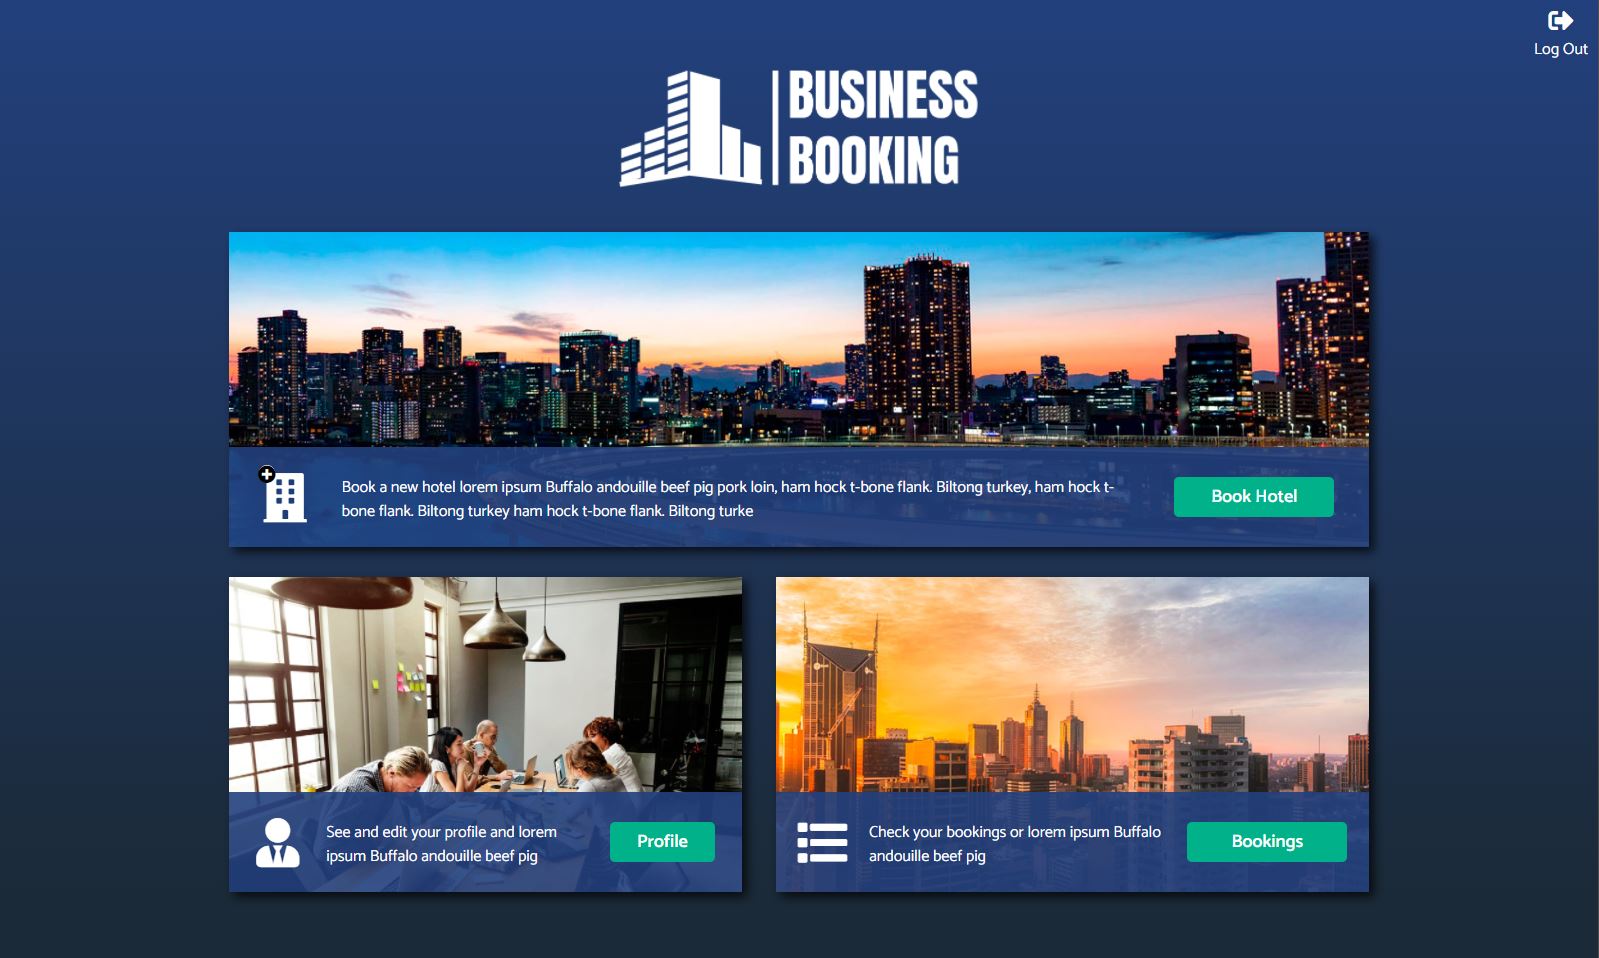 Log Out
BUSINESS
BOOKING
Book a new hotel lorem ipsum Buffalo andouille beef pig pork loin, ham hock t-bone flank. Biltong turkey, ham hock t-
bone flank. Biltong turkey ham hock t-bone flank. Biltong turke
Book Hotel
See and edit your profile and lorem
ipsum Buffalo andouille beef pig
Profile
Check your bookings or lorem ipsum Buffalo
andouille beef pig
Bookings